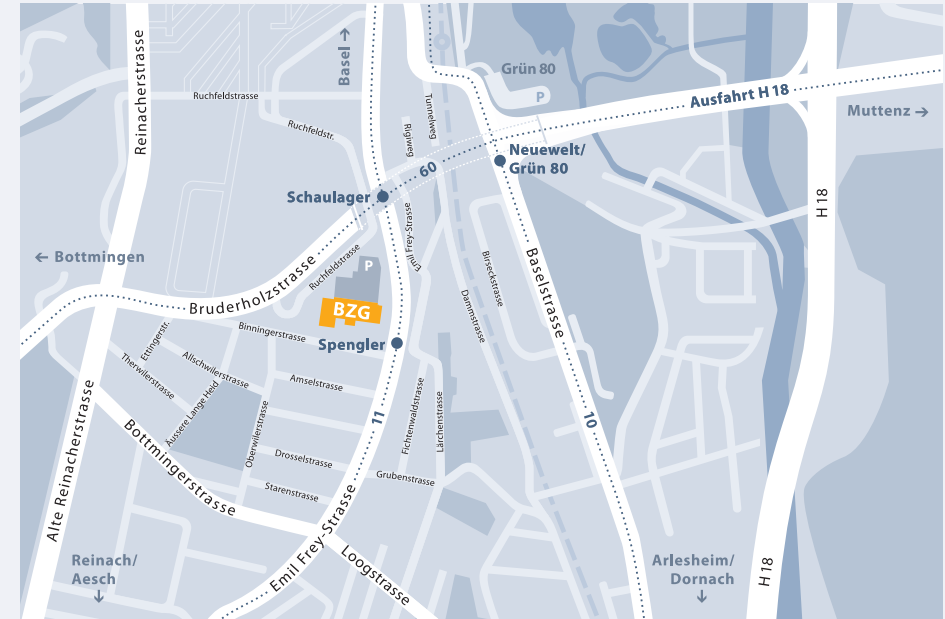 Reinacherstrasse
Basel ↑
Grün 80
P
Ausfahrt H 18
Muttenz →
Ruchfeldstrasse
Ruchfeldstr.
Rigiweg
Tunnelweg
60
Neuewelt/
Grün 80
Schaulager
H 18
← Bottmingen
Emil Frey-Strasse
Ruchfeldstrasse
P
Bruderholzstrasse
BZG
Birseckstrasse
Dammstrasse
Baselstrasse
Spengler
Binningerstrasse
Ettingerstr.
Therwilerstrasse
Allschwilerstrasse
Äussere Lange Heid
Amselstrasse
Oberwilerstrasse
11
Fichtenwaldstrasse
Lärchenstrasse
10
Alte Reinacherstrasse
Bottmingerstrasse
Drosselstrasse
Grubenstrasse
Starenstrasse
Emil Frey-Strasse
Loogstrasse
Reinach/
Aesch
↓
Arlesheim/
Dornach
↓
H 18